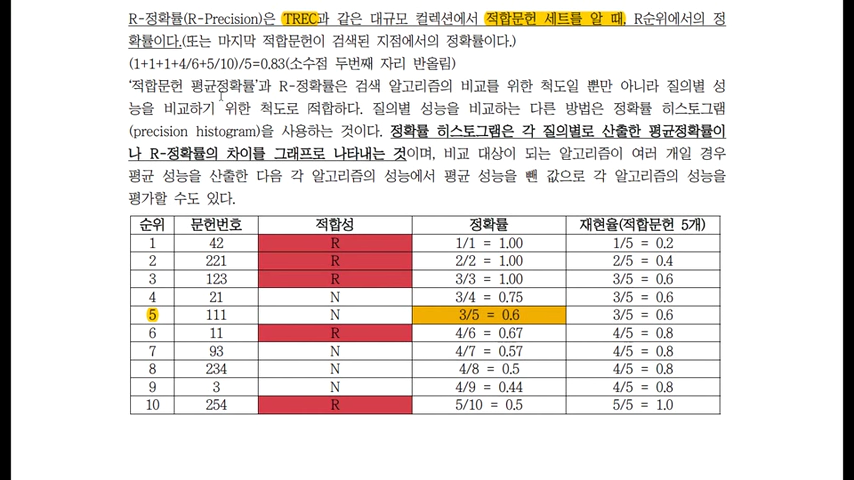 R-정확률(R-Precision)은 TREC과 같은 대규모 컬렉션에서 적합문헌 세트를 알 때, R순위에서의 정
확률이다.(또는 마지막 적합문헌이 검색된 지점에서의 정확률이다.)
(1+1+1+4/6+5/10)/5=0.83(소수점 두번째 자리 반올림)
'적합문헌 평균정확률'과 R-정확률은 검색 알고리즘의 비교를 위한 척도일 뿐만 아니라 질의별 성
능을 비교하기 위한 척도로 적합하다. 질의별 성능을 비교하는 다른 방법은 정확률 히스토그램
(precision histogram)을 사용하는 것이다. 정확률 히스토그램은 각 질의별로 산출한 평균정확률이
나 R-정확률의 차이를 그래프로 나타내는 것이며, 비교 대상이 되는 알고리즘이 여러 개일 경우
평균 성능을 산출한 다음 각 알고리즘의 성능에서 평균 성능을 뺀 값으로 각 알고리즘의 성능을
평가할 수도 있다.
순위 문헌번호 적합성 정확률 재현율(적합문헌 5개)
1 42 R 1/1 = 1.00 1/5 = 0.2
2 221 R 2/2 = 1.00 2/5 = 0.4
3 123 R 3/3 = 1.00 3/5 = 0.6
4 21 N 3/4 = 0.75 3/5 = 0.6
5 111 N 3/5 = 0.6 3/5 = 0.6
6 11 R 4/6 = 0.67 4/5 = 0.8
7 93 N 4/7 = 0.57 4/5 = 0.8
8 234 N 4/8 = 0.5 4/5 = 0.8
9 3 N 4/9 = 0.44 4/5 = 0.8
10 254 R 5/10 = 0.5 5/5 = 1.0